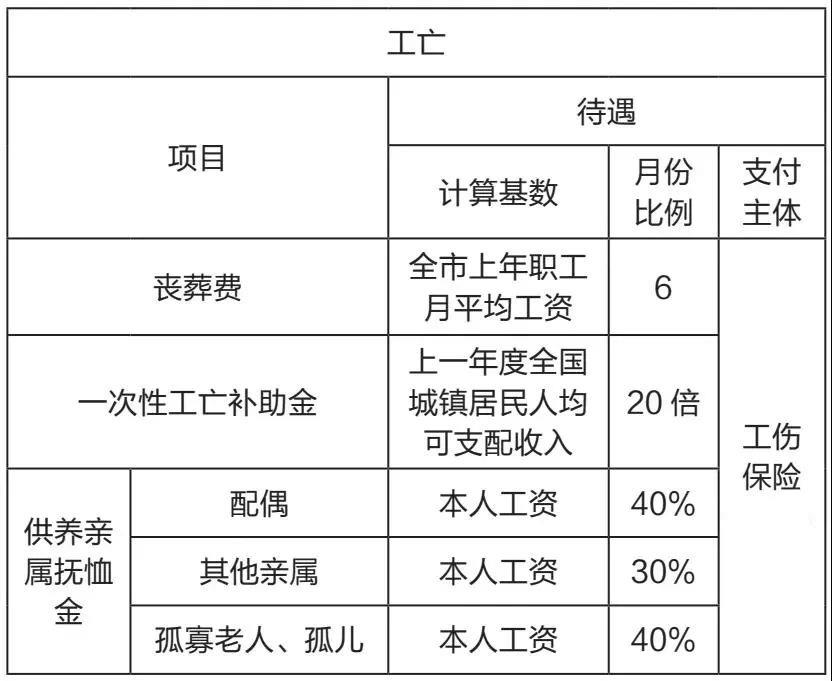 工亡
项目
待遇
计算基数
月份
比例
支付
主体
丧葬费
全市上年职工
月平均工资
6
一次性工亡补助金
上一年度全国
城镇居民人均
可支配收入
20 倍
工伤
保险
供养亲
属抚恤
金
配偶
本人工资
40%
其他亲属
本人工资
30%
孤寡老人、孤儿
本人工资
40%